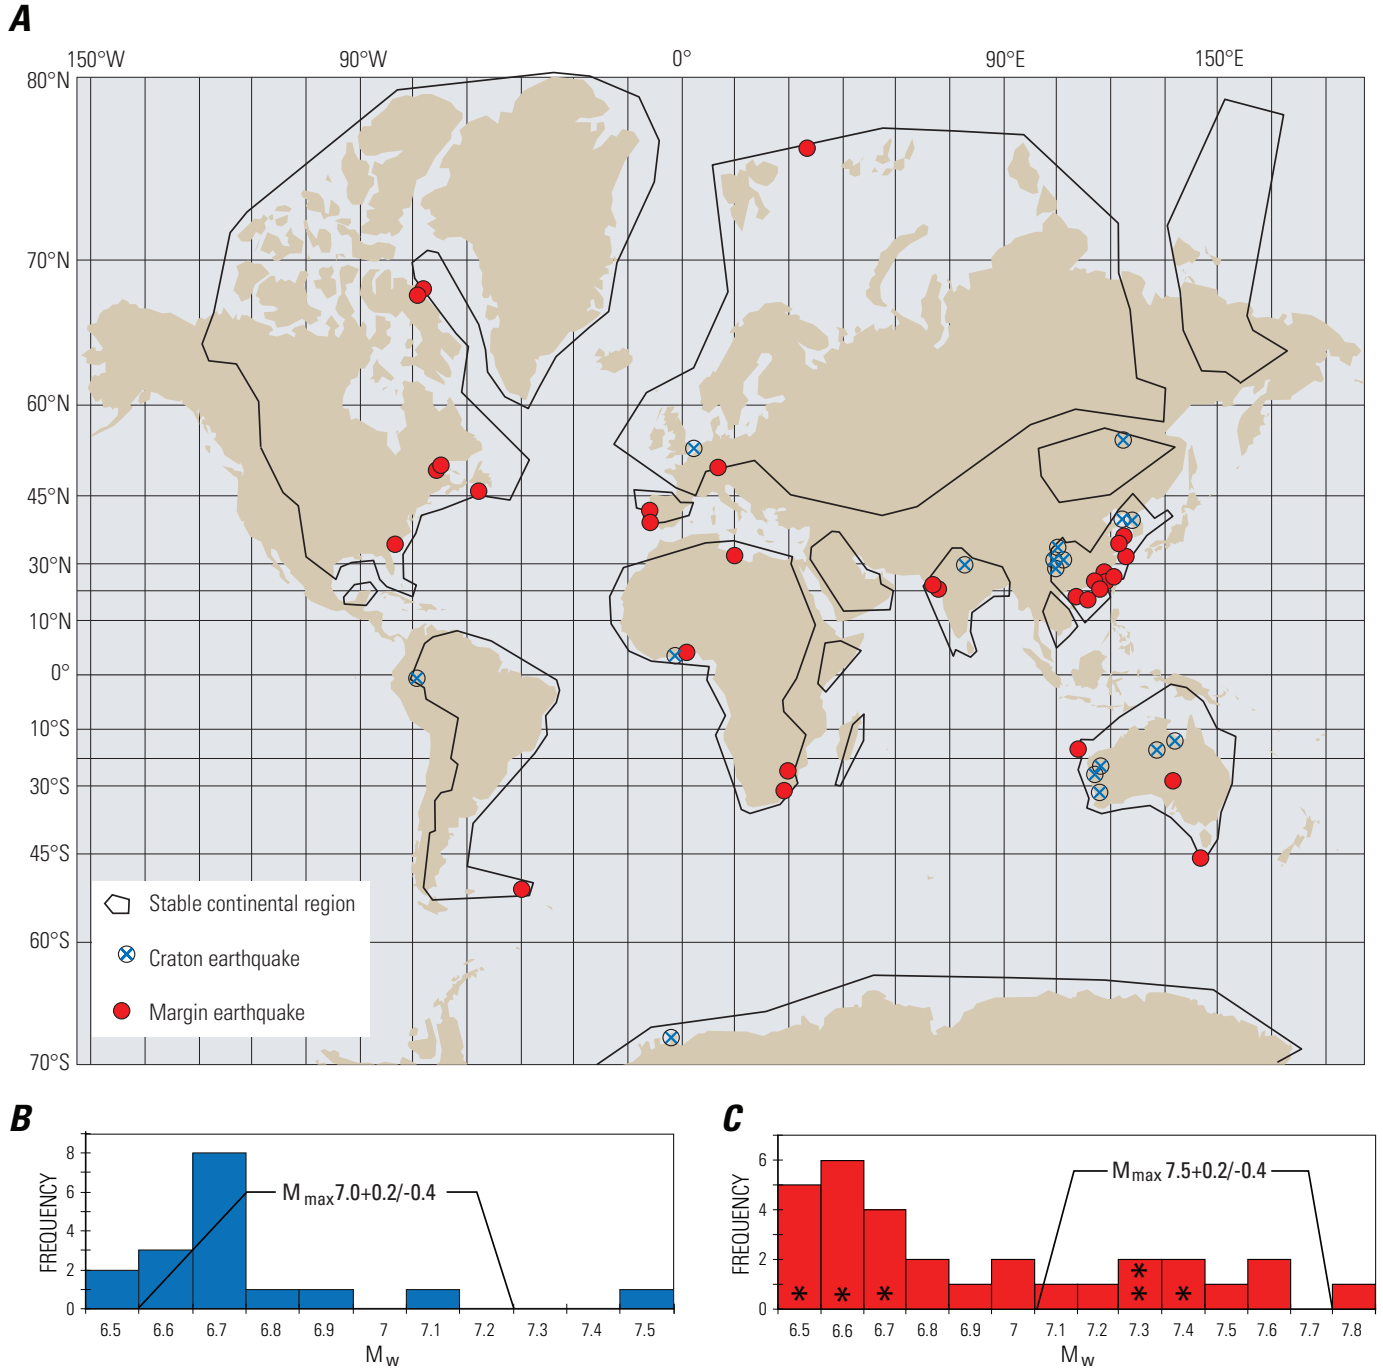 A
150°W 90°W 0° 90°E 150°E
80°N
70°N
60°N
45°N
30°N
10°N
0°
10°S
30°S
45°S
60°S
70°S
Stable continental region
Craton earthquake
Margin earthquake
B
FREQUENCY
8
6
4
2
0
Mmax 7.0+0.2/-0.4
6.5 6.6 6.7 6.8 6.9 7 7.1 7.2 7.3 7.4 7.5
Mw
C
FREQUENCY
6
4
2
0
Mmax 7.5+0.2/-0.4
* * * * * *
6.5 6.6 6.7 6.8 6.9 7 7.1 7.2 7.3 7.4 7.5 7.6 7.7 7.8
Mw